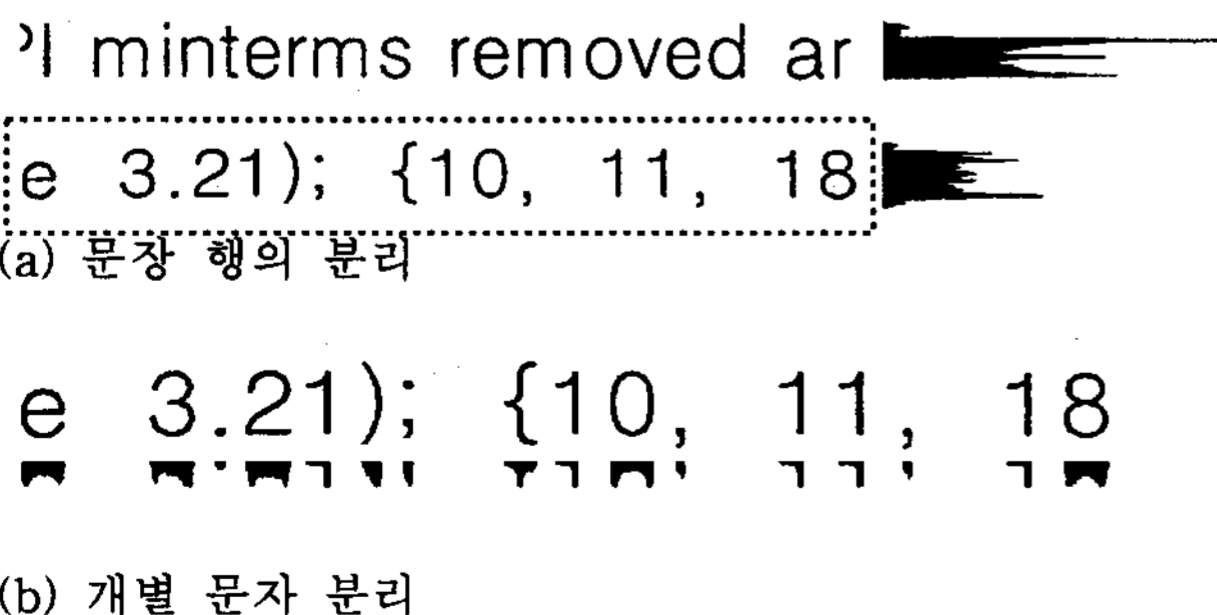 minterms removed ar
e 3.21); {10, 11, 18
(a) 문장 행의 분리
e 3.21); {10, 11, 18
(b) 개별 문자 분리